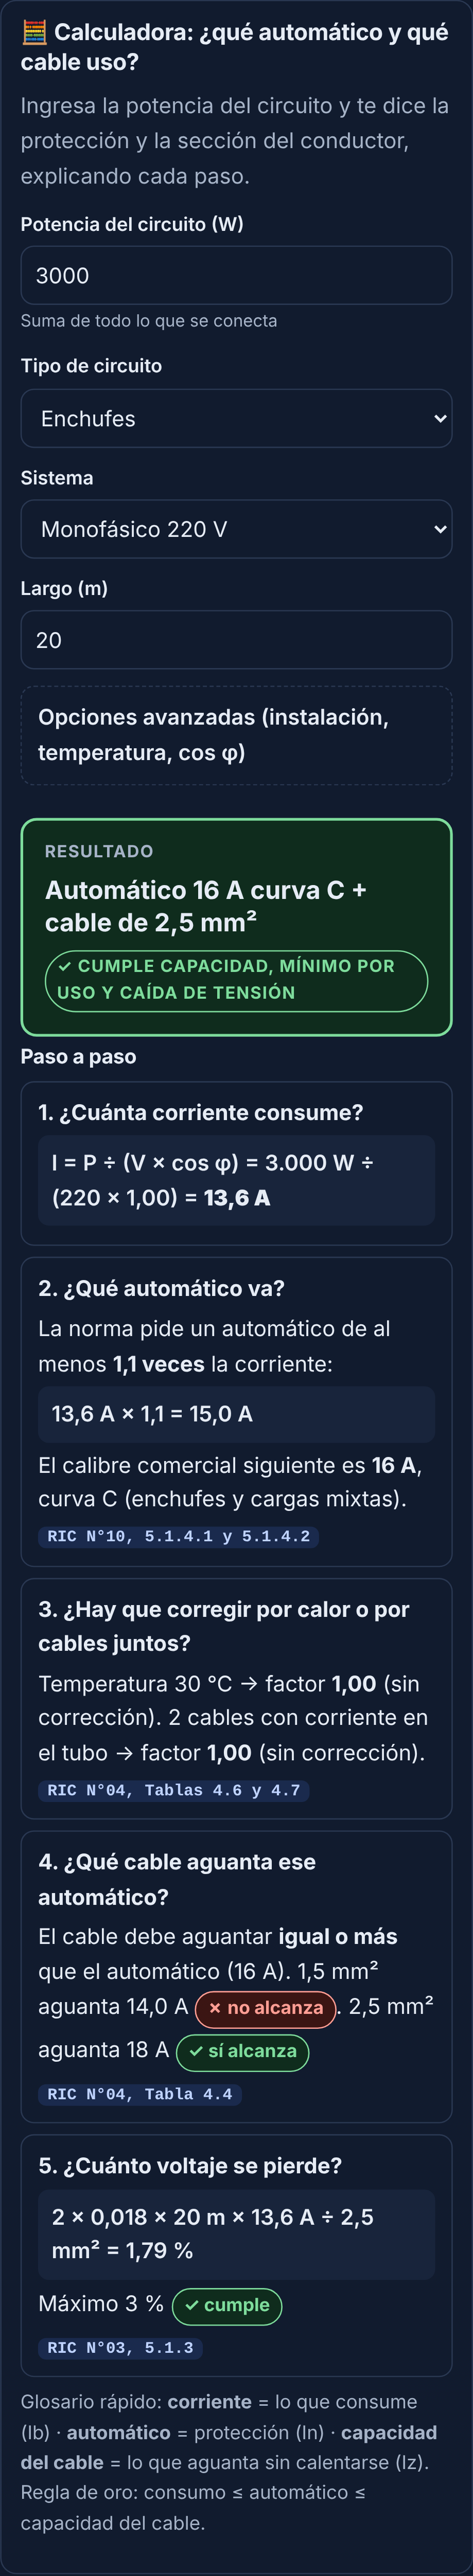 🧮 Calculadora: ¿qué automático y qué
cable uso?
Ingresa la potencia del circuito y te dice la
protección y la sección del conductor,
explicando cada paso.
Potencia del circuito (W)
3000
Suma de todo lo que se conecta
Tipo de circuito
Enchufes
Sistema
Monofásico 220 V
Largo (m)
20
Opciones avanzadas (instalación,
temperatura, cos φ)
RESULTADO
Automático 16 A curva C +
cable de 2,5 mm²
✓ CUMPLE CAPACIDAD, MÍNIMO POR
USO Y CAÍDA DE TENSIÓN
Paso a paso
1. ¿Cuánta corriente consume?
I = P ÷ (V × cos φ) = 3.000 W ÷
(220 × 1,00) = 13,6 A
2. ¿Qué automático va?
La norma pide un automático de al
menos 1,1 veces la corriente:
13,6 A × 1,1 = 15,0 A
El calibre comercial siguiente es 16 A,
curva C (enchufes y cargas mixtas).
RIC N°10, 5.1.4.1 y 5.1.4.2
3. ¿Hay que corregir por calor o por
cables juntos?
Temperatura 30 °C → factor 1,00 (sin
corrección). 2 cables con corriente en
el tubo → factor 1,00 (sin corrección).
RIC N°04, Tablas 4.6 y 4.7
4. ¿Qué cable aguanta ese
automático?
El cable debe aguantar igual o más
que el automático (16 A). 1,5 mm²
aguanta 14,0 A × no alcanza. 2,5 mm²
aguanta 18 A ✓ sí alcanza
RIC N°04, Tabla 4.4
5. ¿Cuánto voltaje se pierde?
2 × 0,018 × 20 m × 13,6 A ÷ 2,5
mm² = 1,79 %
Máximo 3 % ✓ cumple
RIC N°03, 5.1.3
Glosario rápido: corriente = lo que consume
(Ib) · automático = protección (In) · capacidad
del cable = lo que aguanta sin calentarse (Iz).
Regla de oro: consumo ≤ automático ≤
capacidad del cable.